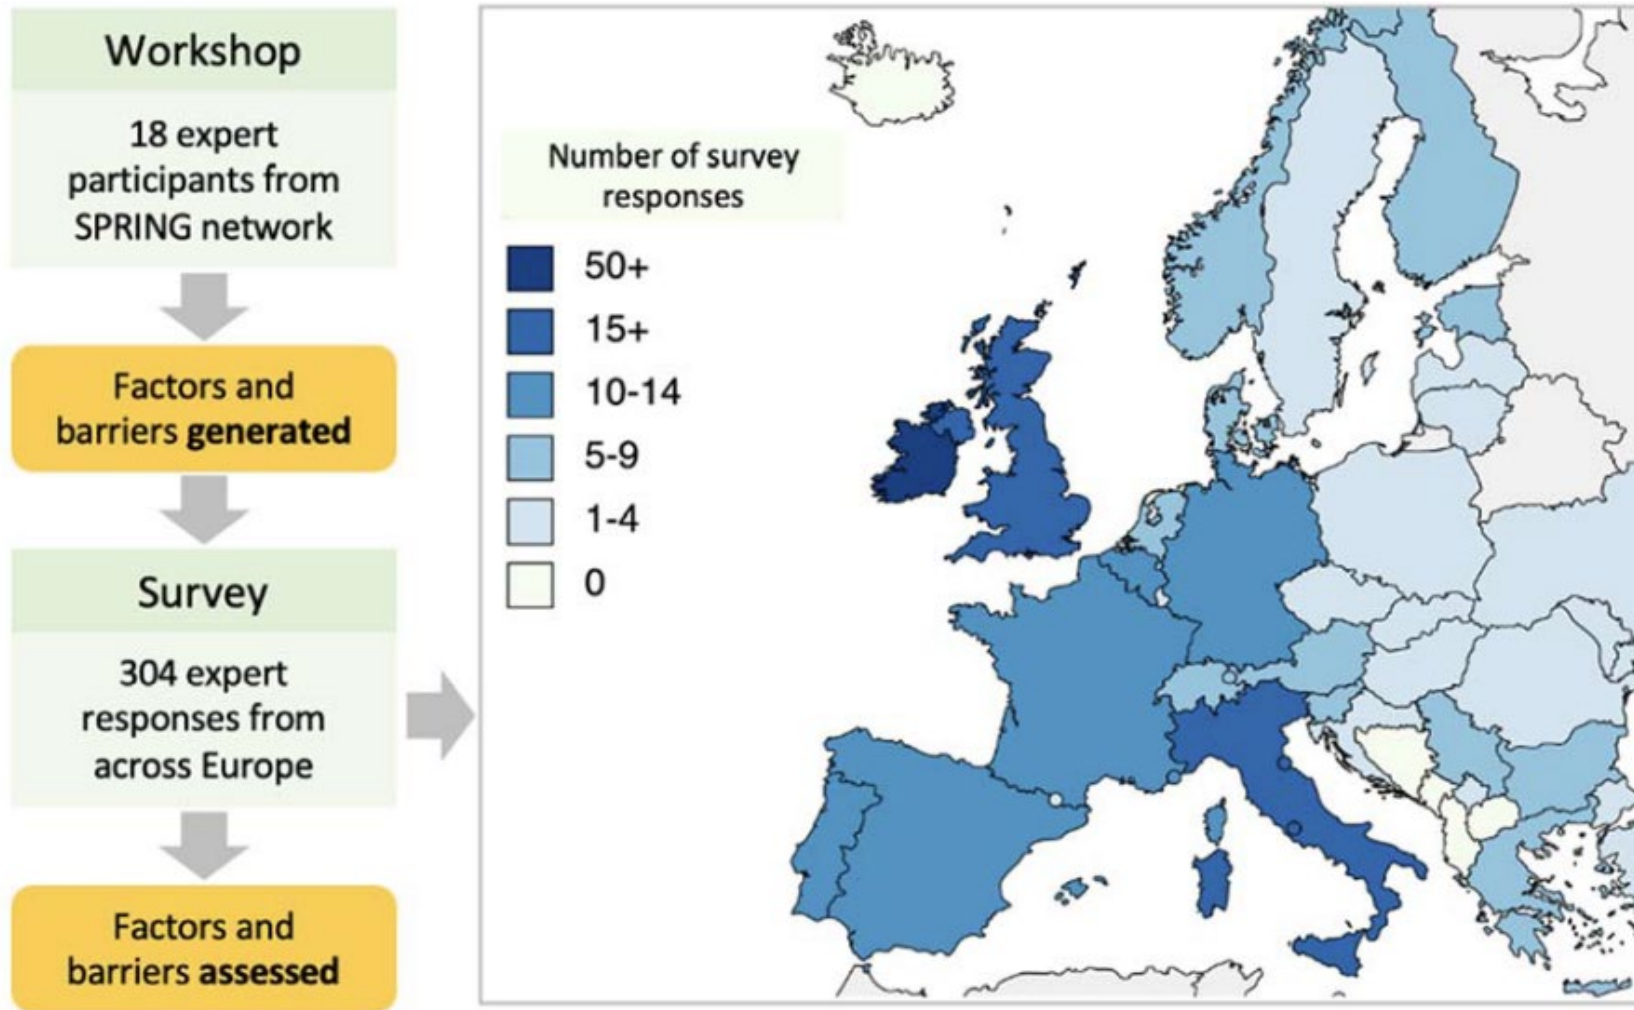 Workshop
18 expert
participants from
SPRING network
Factors and
barriers generated
Survey
304 expert
responses from
across Europe
Factors and
barriers assessed
Number of survey
responses
50+
15+
10-14
5-9
1-4
0